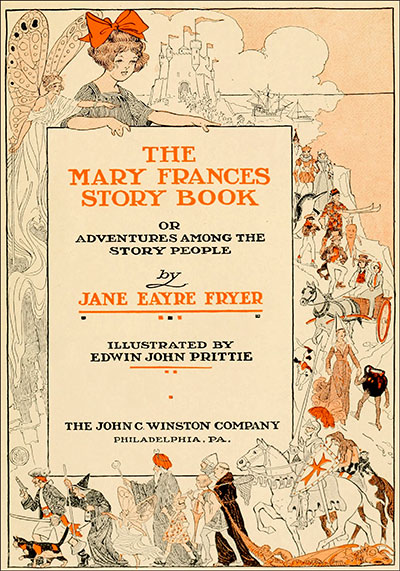 THE
MARY FRANCES
STORY BOOK
OR
ADVENTURES AMONG THE
STORY PEOPLE
by
JANE EAYRE FRYER
ILLUSTRATED BY
EDWIN JOHN PRITTIE
THE JOHN C. WINSTON COMPANY
PHILADELPHIA, PA.